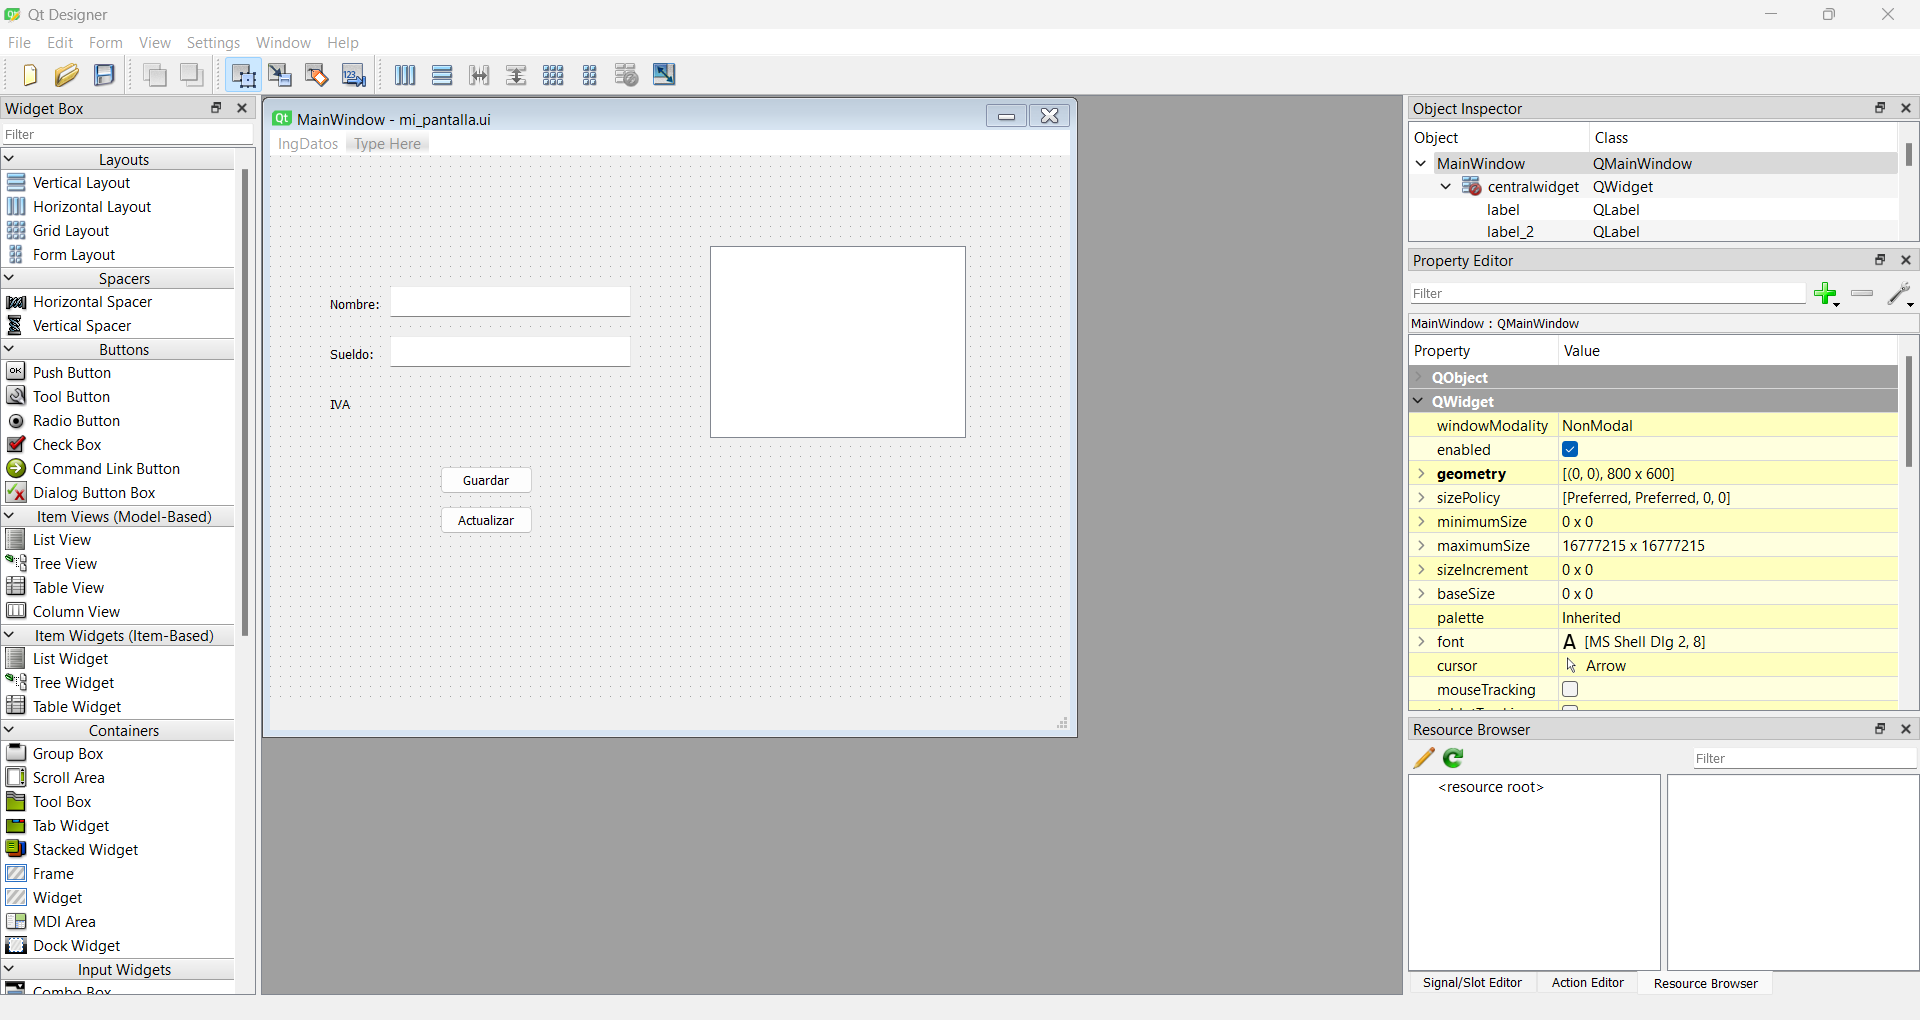 Qt Designer
File Edit Form View Settings Window Help
Widget Box
Filter
Layouts
Vertical Layout
Horizontal Layout
Grid Layout
Form Layout
Spacers
Horizontal Spacer
Vertical Spacer
Buttons
OK Push Button
Tool Button
Radio Button
Check Box
Command Link Button
Dialog Button Box
Item Views (Model-Based)
List View
Tree View
Table View
Column View
Item Widgets (Item-Based)
List Widget
Tree Widget
Table Widget
Containers
Group Box
Scroll Area
Tool Box
Tab Widget
Stacked Widget
Frame
Widget
MDI Area
Dock Widget
Input Widgets
Combo Box
Qt MainWindow - mi_pantalla.ui
IngDatos Type Here
Nombre:
Sueldo:
IVA
Guardar
Actualizar
Object Inspector
Object Class
MainWindow QMainWindow
centralwidget QWidget
label QLabel
label_2 QLabel
Property Editor
Filter
MainWindow : QMainWindow
Property Value
QObject
QWidget
windowModality NonModal
enabled
geometry [(0, 0), 800 x 600]
sizePolicy [Preferred, Preferred, 0, 0]
minimumSize 0 x 0
maximumSize 16777215 x 16777215
sizeIncrement 0 x 0
baseSize 0 x 0
palette Inherited
font A [MS Shell Dlg 2, 8]
cursor Arrow
mouseTracking
Resource Browser
Filter
<resource root>
Signal/Slot Editor Action Editor Resource Browser